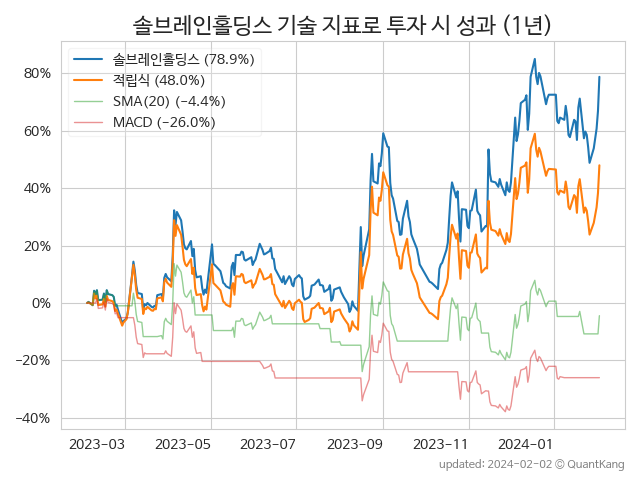 솔브레인홀딩스 기술 지표로 투자 시 성과 (1년)
솔브레인홀딩스 (78.9%)
적립식 (48.0%)
SMA(20) (−4.4%)
MACD (−26.0%)
80%
60%
40%
20%
0%
−20%
−40%
2023−03 2023−05 2023−07 2023−09 2023−11 2024−01
updated: 2024-02-02 © QuantKang